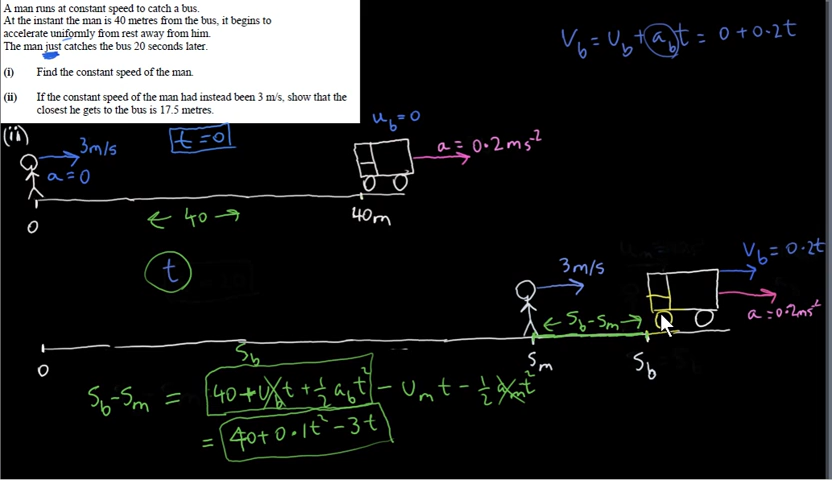 A man runs at constant speed to catch a bus.
At the instant the man is 40 metres from the bus, it begins to
accelerate uniformly from rest away from him.
The man just catches the bus 20 seconds later.
(i) Find the constant speed of the man.
(ii) If the constant speed of the man had instead been 3 m/s, show that the
closest he gets to the bus is 17.5 metres.
V_b = U_b + a_b t = 0 + 0.2t
(ii)
t = 0
U_b = 0
3m/s
a = 0
a = 0.2ms⁻²
← 40 →
0
40m
t
3m/s
V_b = 0.2t
← S_b - S_m →
a = 0.2ms⁻²
0
S_m
S_b
S_b
S_b - S_m = 40 + U_b t + ½ a_b t² - U_m t - ½ a_m t²
= 40 + 0.1t² - 3t